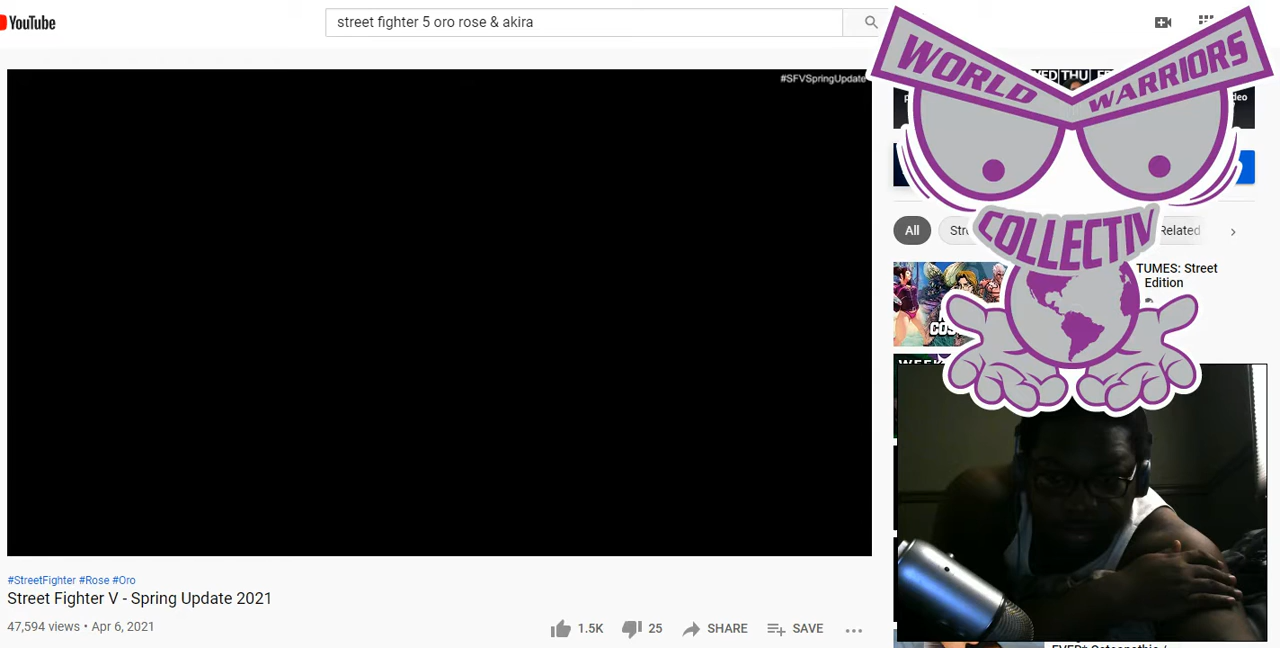 YouTube
street fighter 5 oro rose & akira
#SFVSpringUpdate
WORLD WARRIORS
COLLECTIV
THU
All
Related
TUMES: Street
Edition
#StreetFighter #Rose #Oro
Street Fighter V - Spring Update 2021
47,594 views • Apr 6, 2021
1.5K
25
SHARE
SAVE